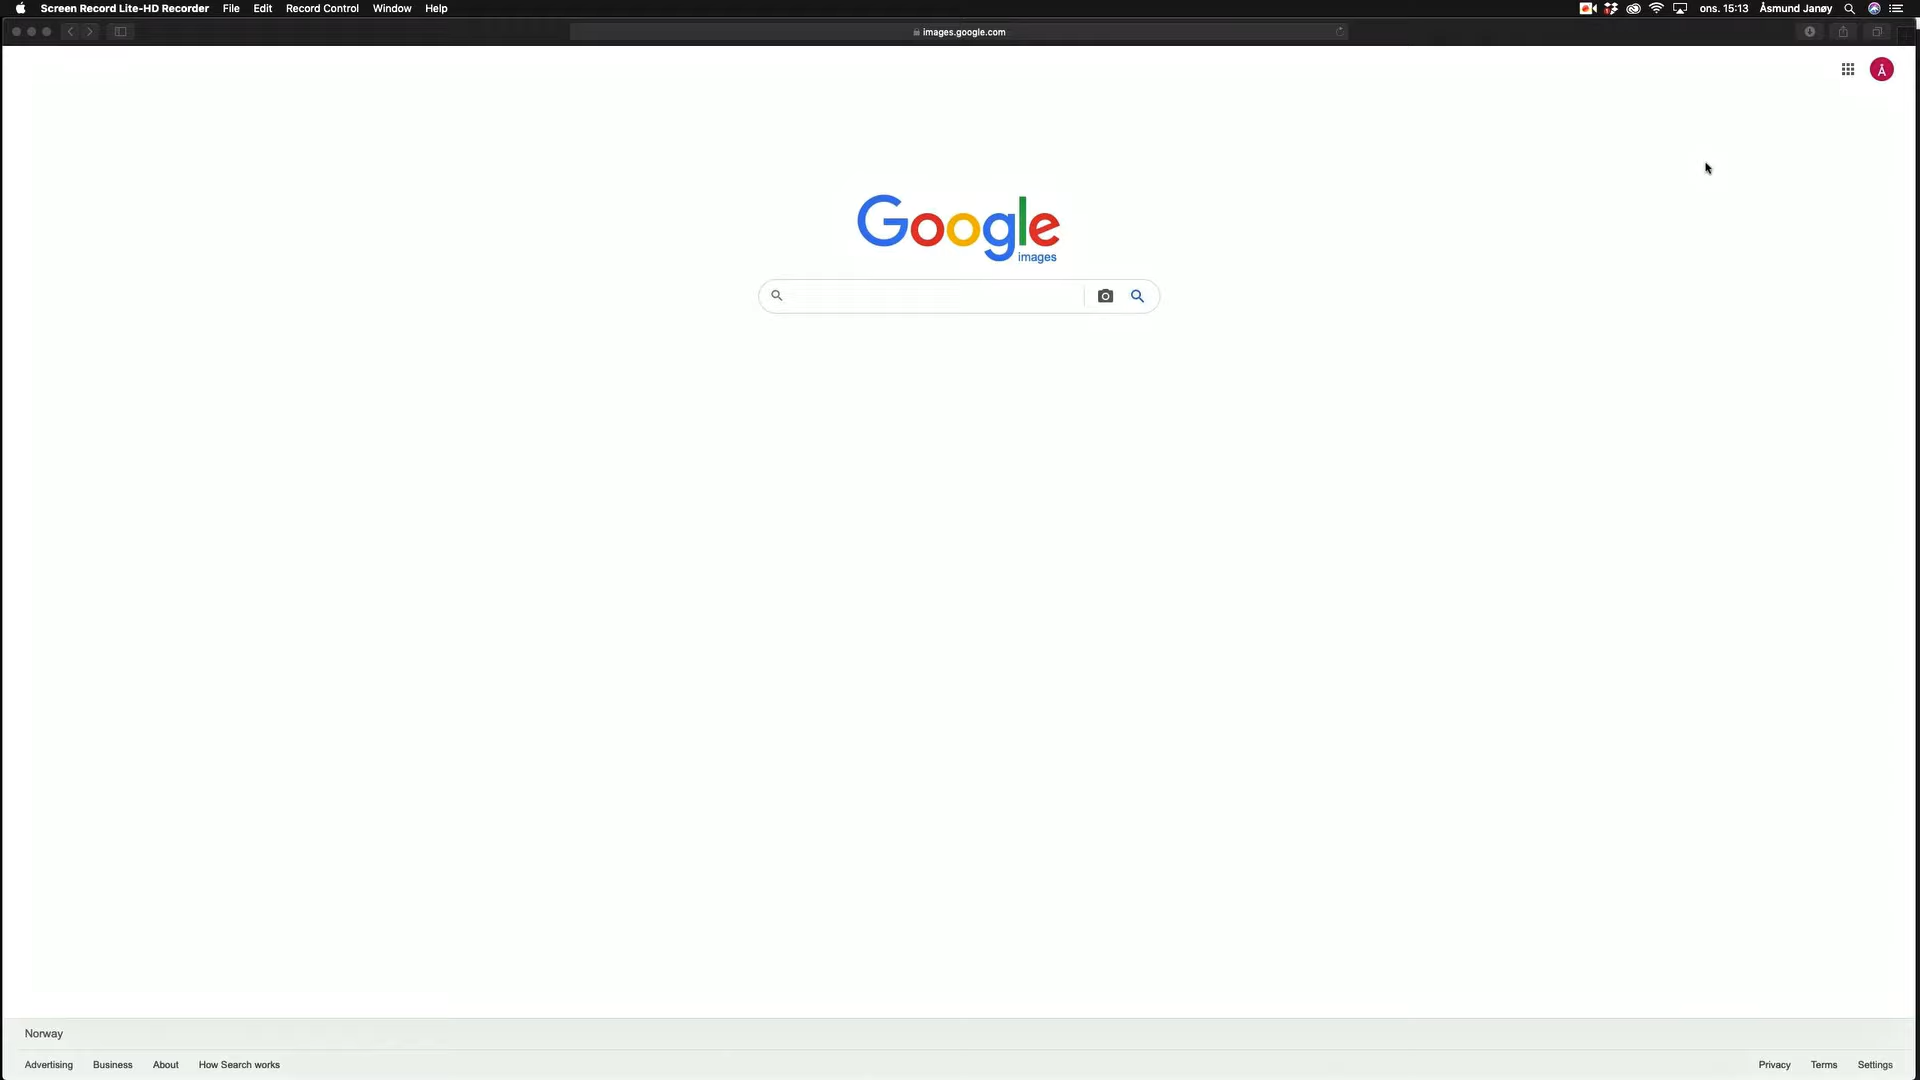 Screen Record Lite-HD Recorder File Edit Record Control Window Help ons. 15:13 Åsmund Janøy
images.google.com
Å
Google
images
Norway
Advertising Business About How Search works Privacy Terms Settings